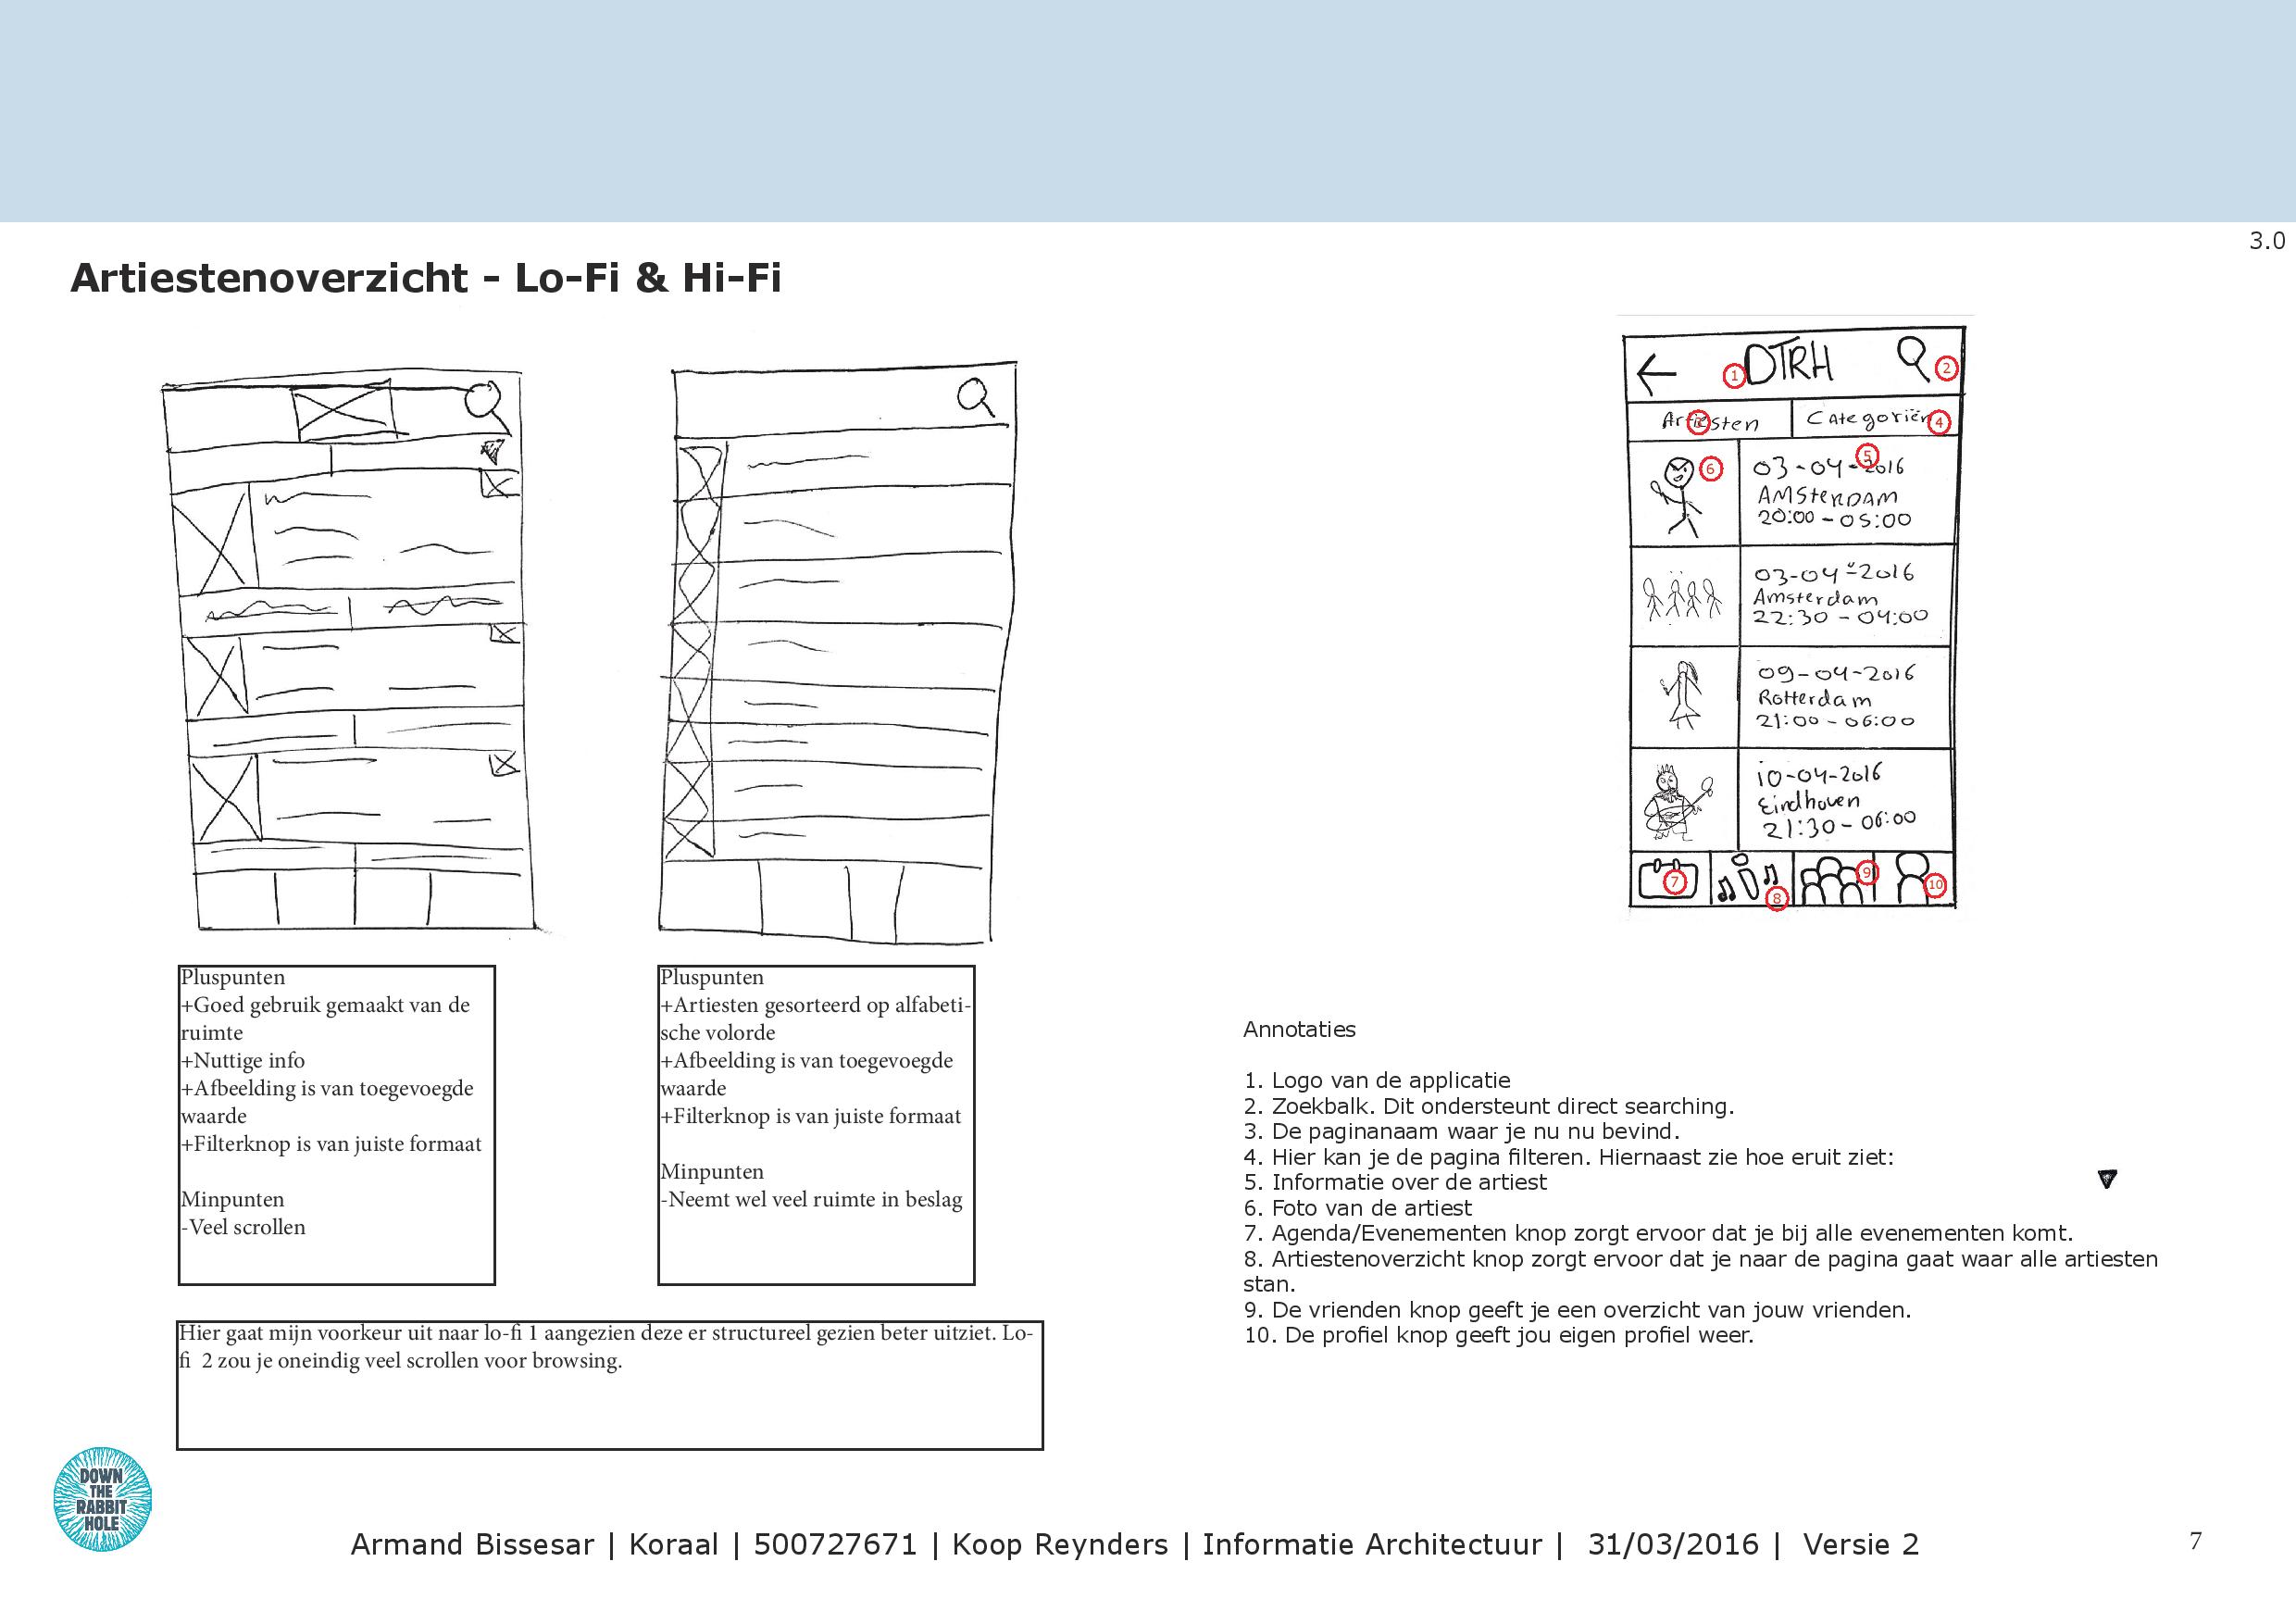 3.0
Artiestenoverzicht - Lo-Fi & Hi-Fi
DTRH
1
2
Artiesten
Categoriën
4
5
6
03-04-2016
AMSterDAM
20:00 - 05:00
03-04-2016
Amsterdam
22:30 - 04:00
09-04-2016
Rotterdam
21:00 - 06:00
10-04-2016
Eindhoven
21:30 - 06:00
7
8
9
10
Pluspunten
+Goed gebruik gemaakt van de
ruimte
+Nuttige info
+Afbeelding is van toegevoegde
waarde
+Filterknop is van juiste formaat
Minpunten
-Veel scrollen
Pluspunten
+Artiesten gesorteerd op alfabeti-
sche volorde
+Afbeelding is van toegevoegde
waarde
+Filterknop is van juiste formaat
Minpunten
-Neemt wel veel ruimte in beslag
Hier gaat mijn voorkeur uit naar lo-fi 1 aangezien deze er structureel gezien beter uitziet. Lo-
fi 2 zou je oneindig veel scrollen voor browsing.
Annotaties
1. Logo van de applicatie
2. Zoekbalk. Dit ondersteunt direct searching.
3. De paginanaam waar je nu nu bevind.
4. Hier kan je de pagina filteren. Hiernaast zie hoe eruit ziet:
5. Informatie over de artiest
6. Foto van de artiest
7. Agenda/Evenementen knop zorgt ervoor dat je bij alle evenementen komt.
8. Artiestenoverzicht knop zorgt ervoor dat je naar de pagina gaat waar alle artiesten
stan.
9. De vrienden knop geeft je een overzicht van jouw vrienden.
10. De profiel knop geeft jou eigen profiel weer.
DOWN
THE
RABBIT
HOLE
Armand Bissesar | Koraal | 500727671 | Koop Reynders | Informatie Architectuur | 31/03/2016 | Versie 2
7